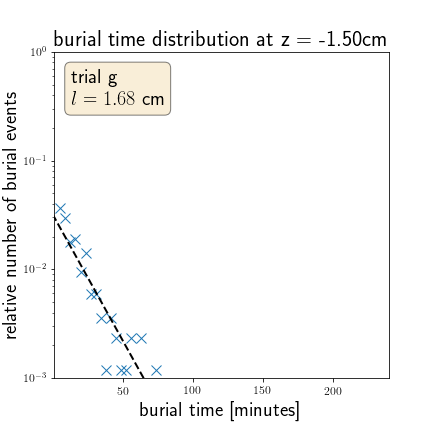 burial time distribution at z = -1.50cm
trial g
l = 1.68 cm
relative number of burial events
10⁰
10⁻¹
10⁻²
10⁻³
50 100 150 200
burial time [minutes]